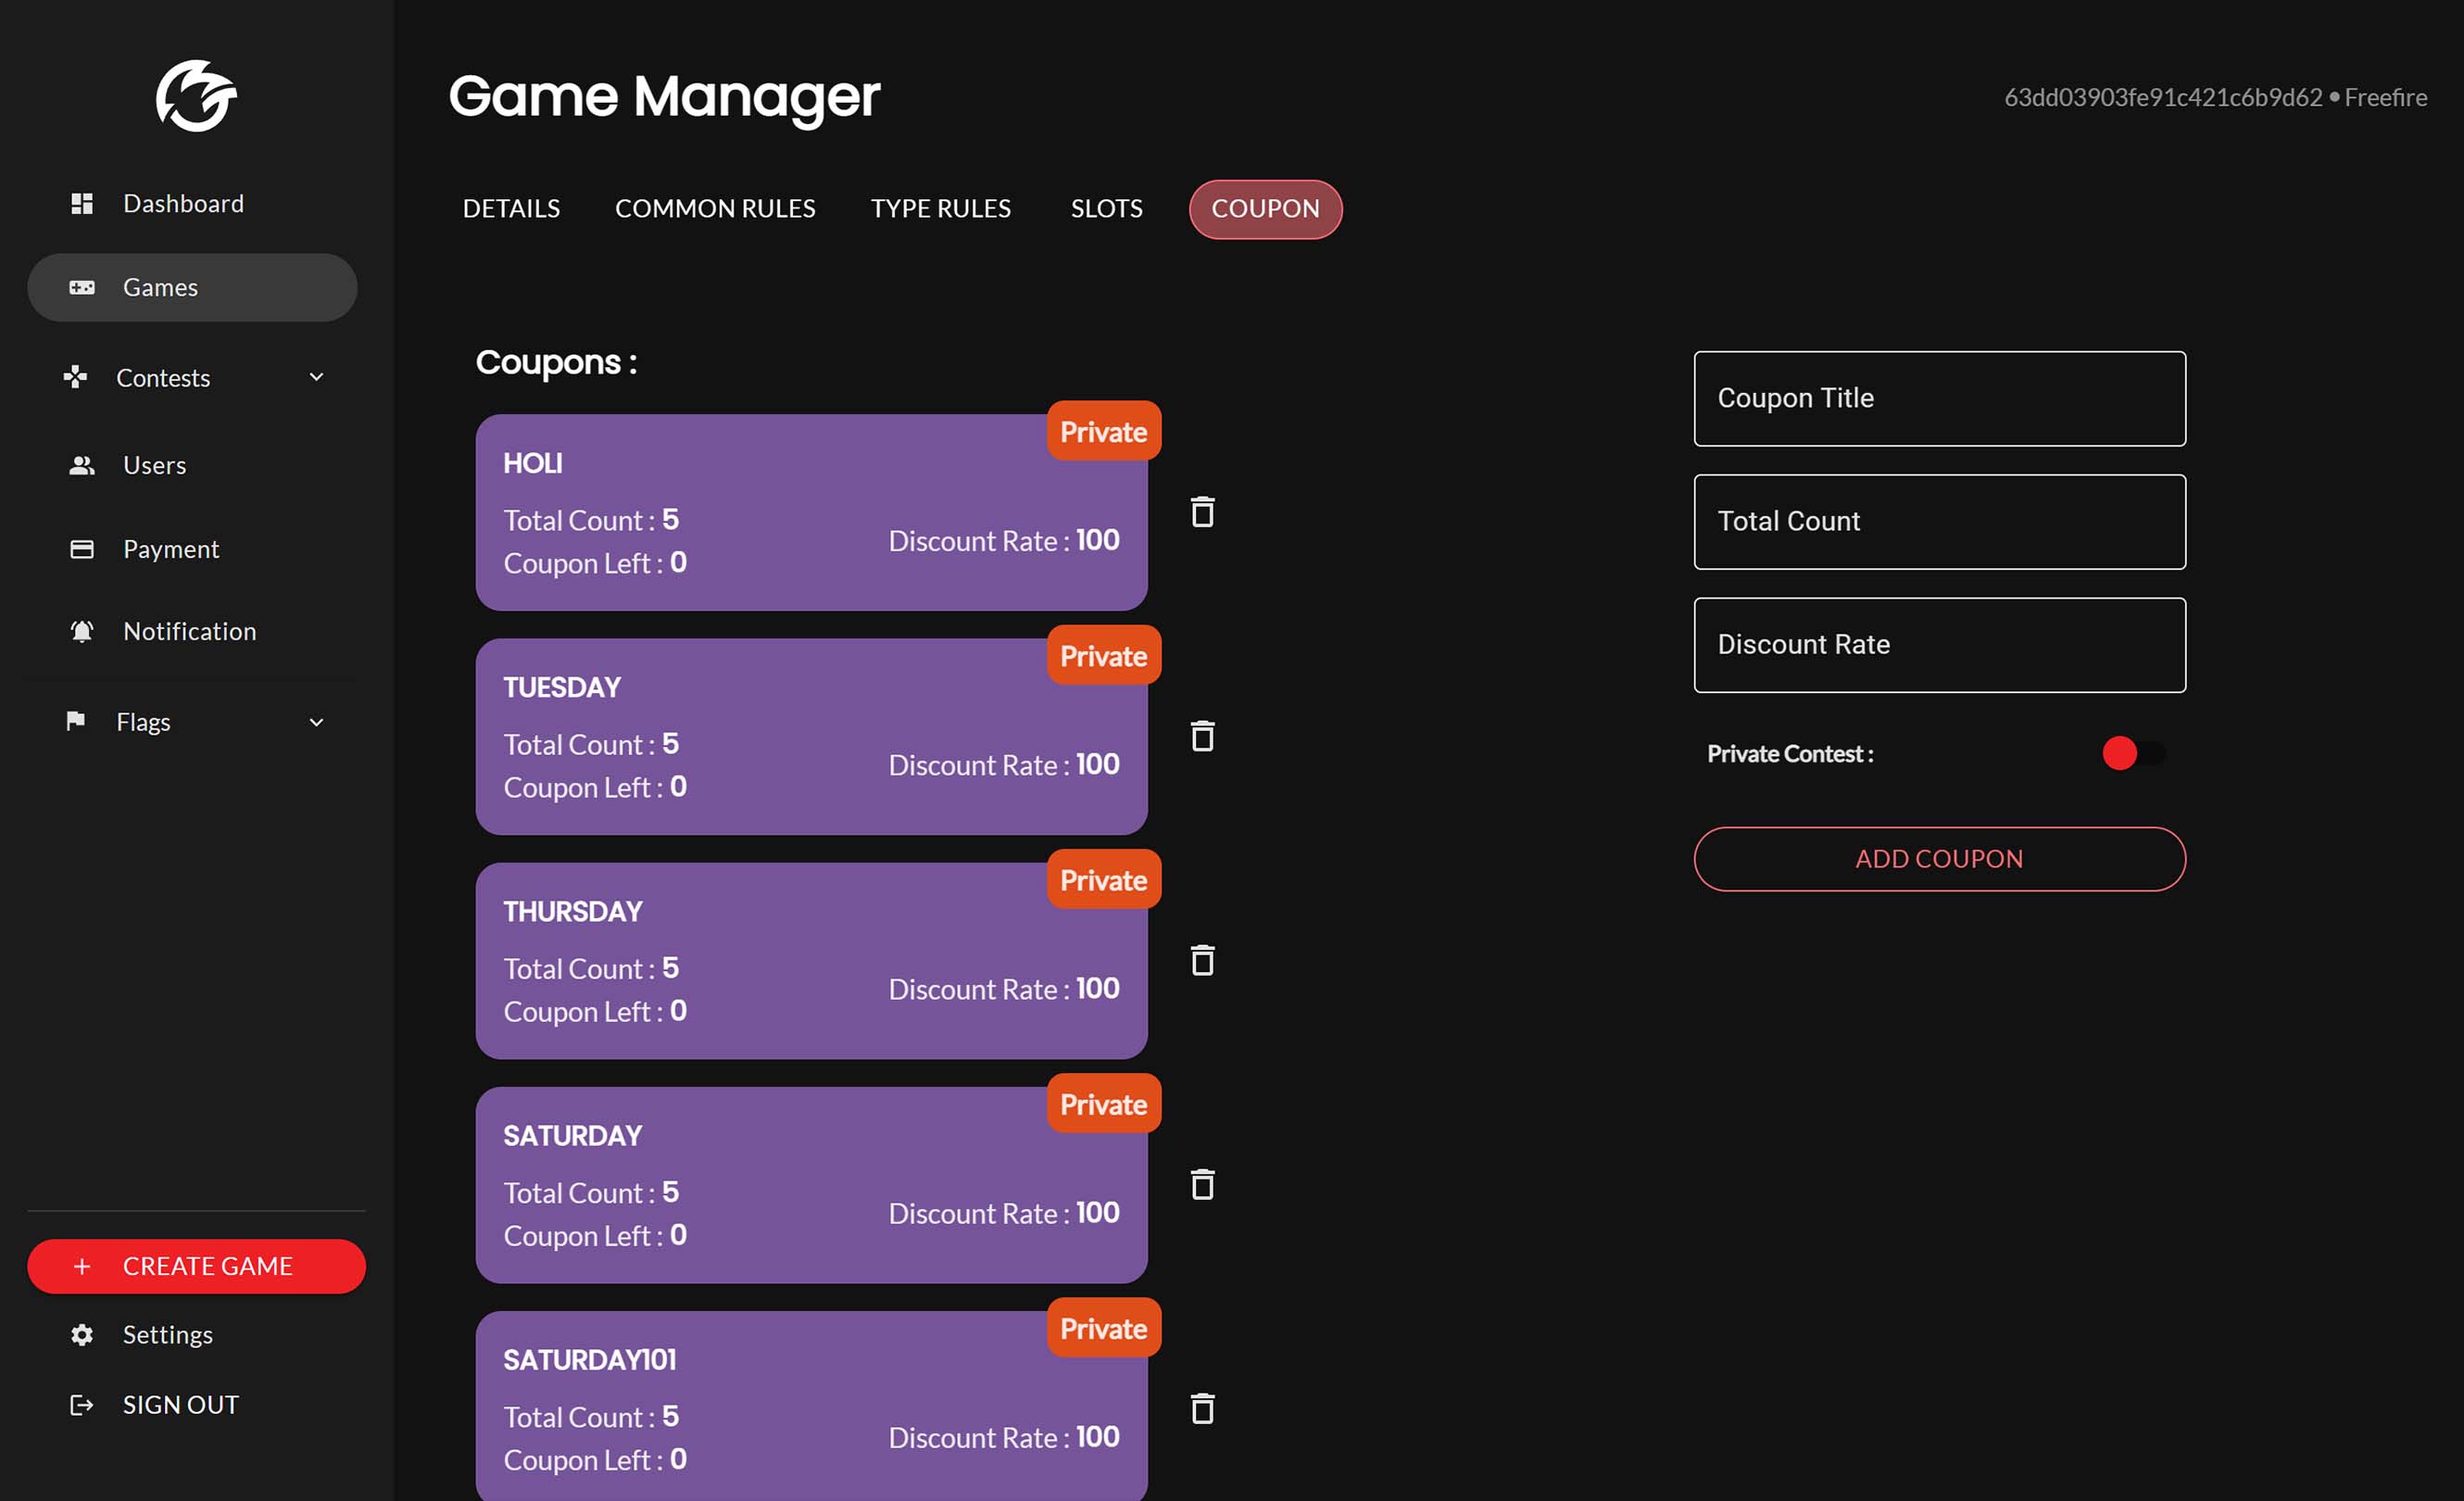 Game Manager
63dd03903fe91c421c6b9d62 • Freefire
Dashboard
Games
Contests
Users
Payment
Notification
Flags
CREATE GAME
Settings
SIGN OUT
DETAILS
COMMON RULES
TYPE RULES
SLOTS
COUPON
Coupons :
Private
HOLI
Total Count : 5
Coupon Left : 0
Discount Rate : 100
Private
TUESDAY
Total Count : 5
Coupon Left : 0
Discount Rate : 100
Private
THURSDAY
Total Count : 5
Coupon Left : 0
Discount Rate : 100
Private
SATURDAY
Total Count : 5
Coupon Left : 0
Discount Rate : 100
Private
SATURDAY101
Total Count : 5
Coupon Left : 0
Discount Rate : 100
Coupon Title
Total Count
Discount Rate
Private Contest :
ADD COUPON